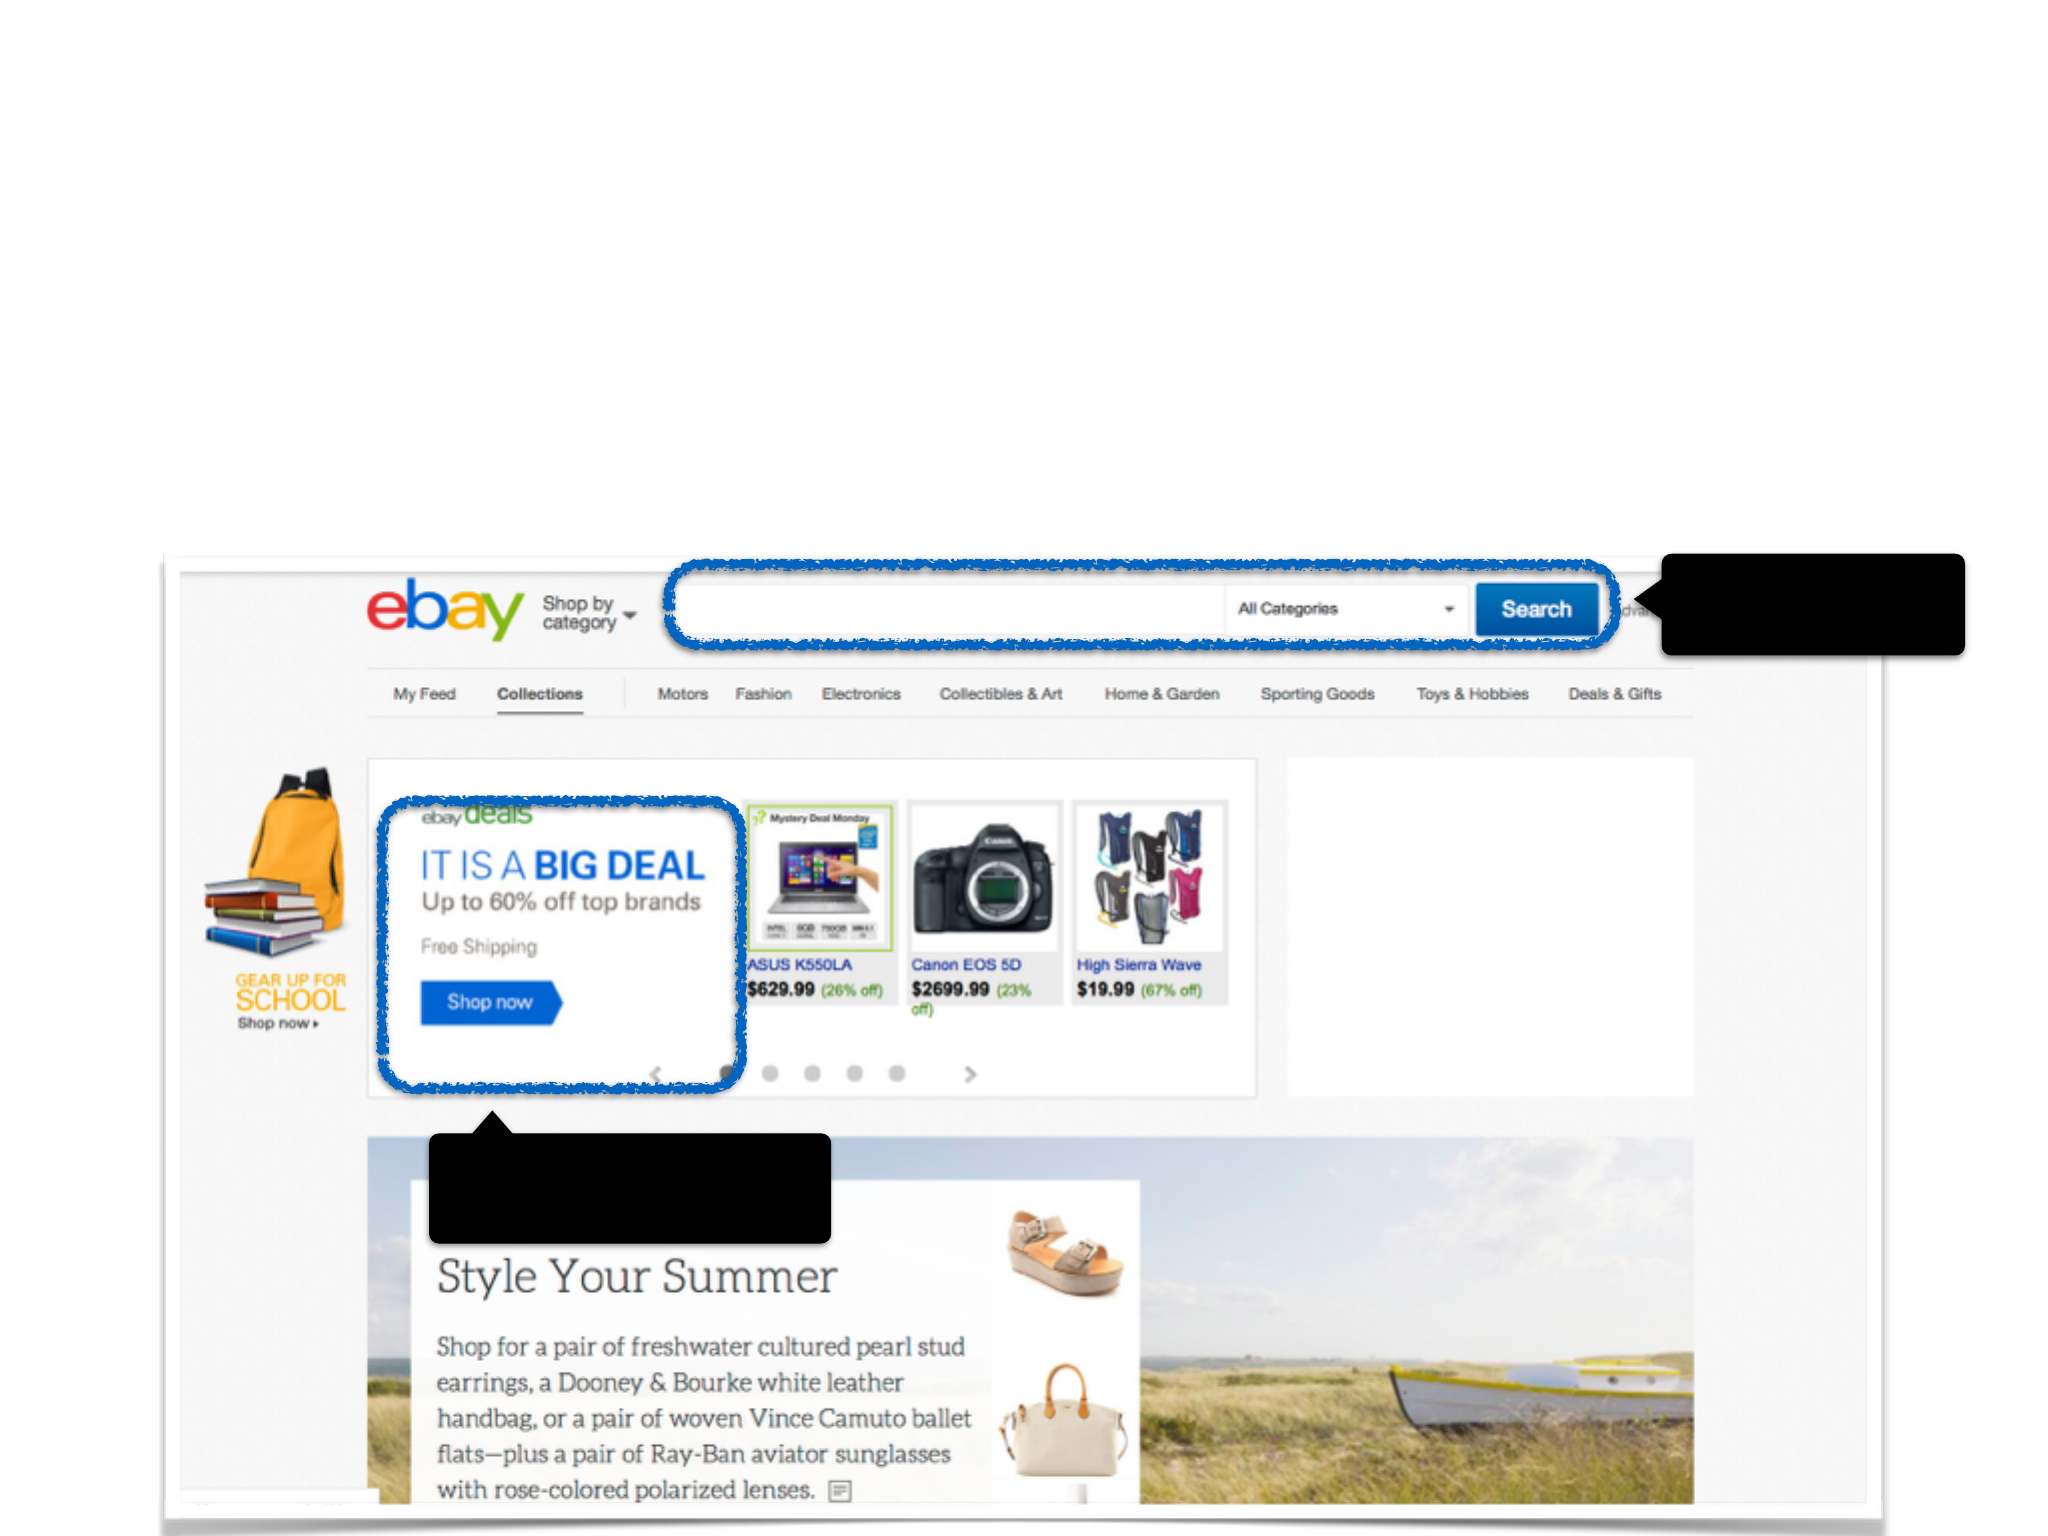 ebay
Shop by
category
All Categories
Search
My Feed
Collections
Motors
Fashion
Electronics
Collectibles & Art
Home & Garden
Sporting Goods
Toys & Hobbies
Deals & Gifts
ebay deals
IT IS A BIG DEAL
Up to 60% off top brands
Free Shipping
Shop now
Mystery Deal Monday
ASUS K550LA
$629.99 (26% off)
Canon
Canon EOS 5D
$2699.99 (23%
off)
High Sierra Wave
$19.99 (67% off)
GEAR UP FOR
SCHOOL
Shop now
Style Your Summer
Shop for a pair of freshwater cultured pearl stud
earrings, a Dooney & Bourke white leather
handbag, or a pair of woven Vince Camuto ballet
flats—plus a pair of Ray-Ban aviator sunglasses
with rose-colored polarized lenses.